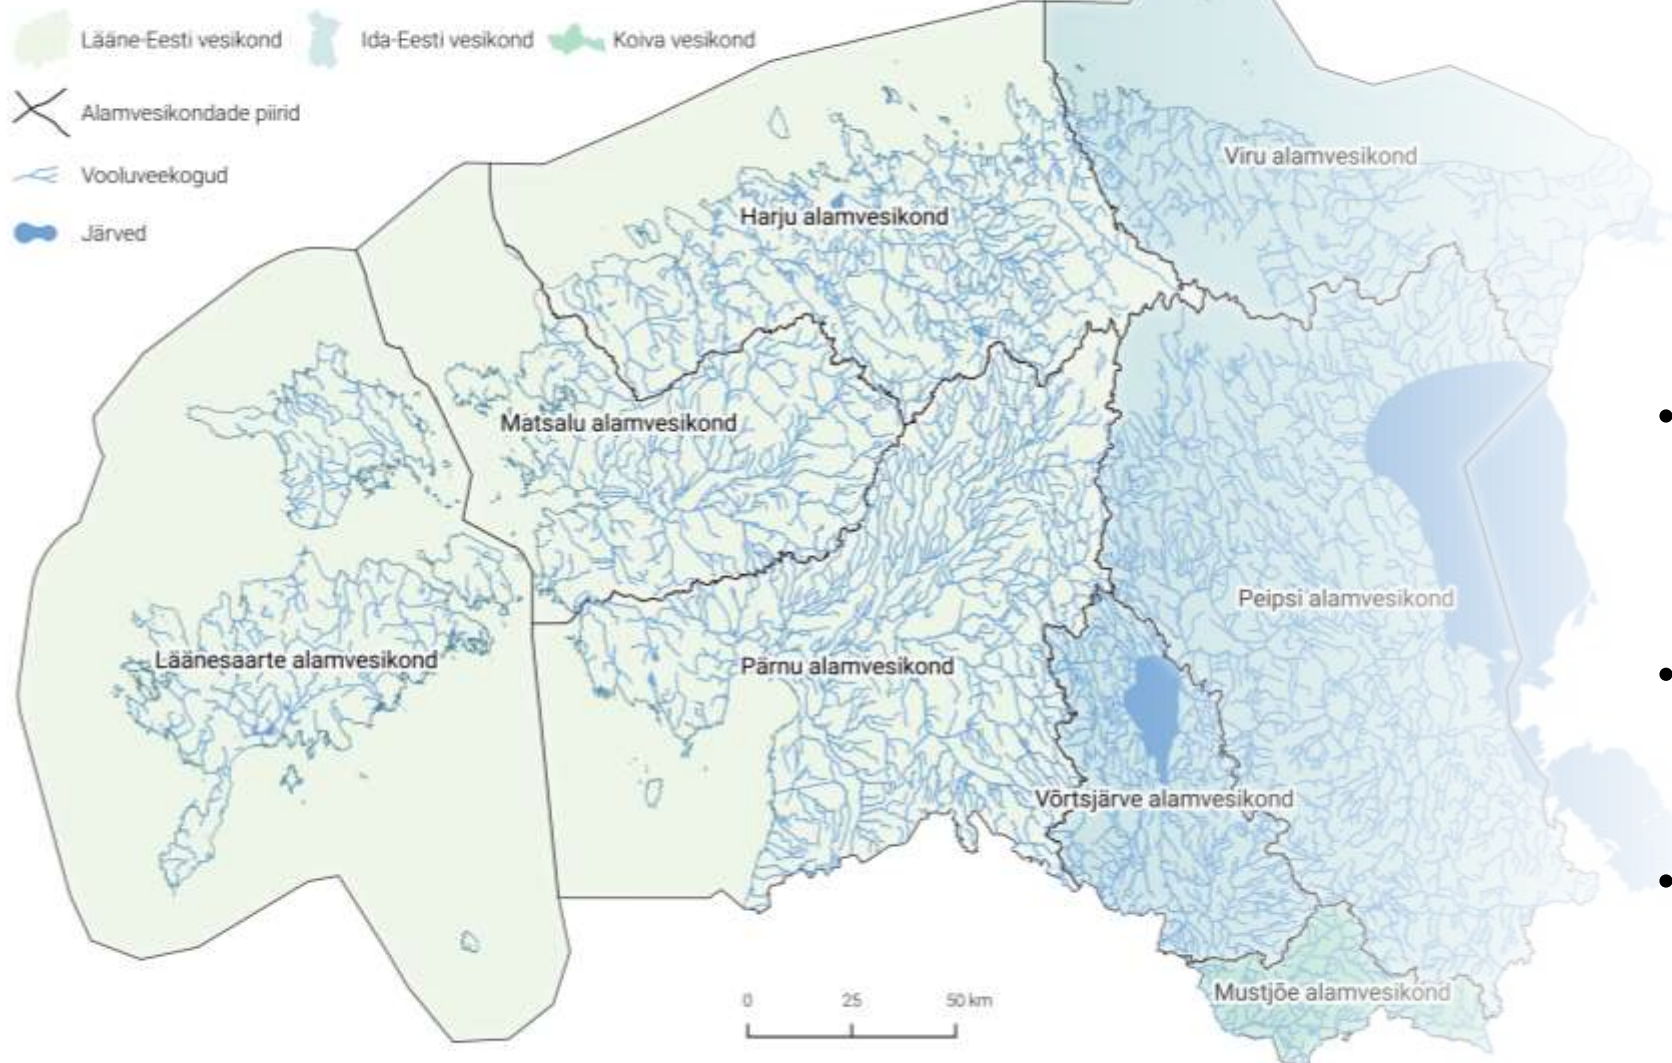 Lääne-Eesti vesikond
Ida-Eesti vesikond
Koiva vesikond
Alamvesikondade piirid
Vooluveekogud
Järved
Viru alamvesikond
Harju alamvesikond
Matsalu alamvesikond
Peipsi alamvesikond
Läänesaarte alamvesikond
Pärnu alamvesikond
Võrtsjärve alamvesikond
Mustjõe alamvesikond
0 25 50 km